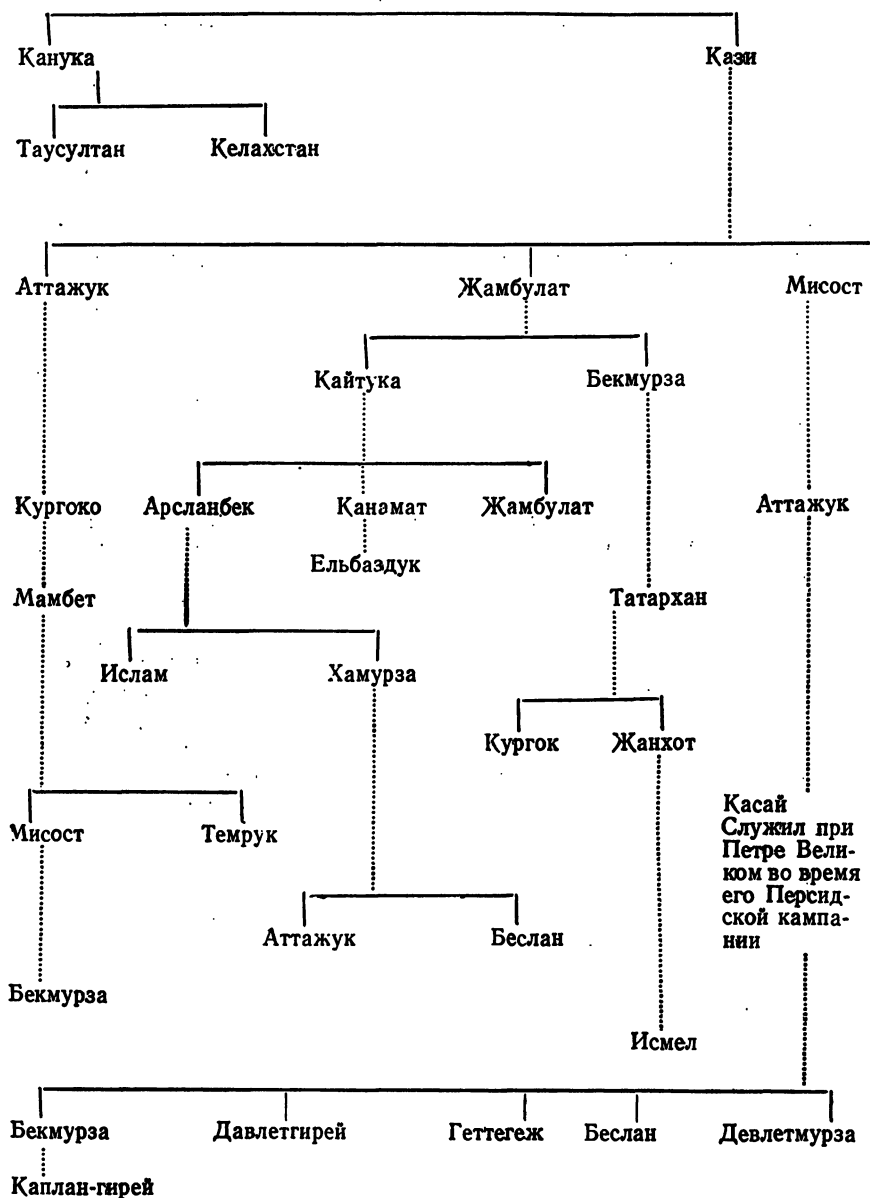 Канука Кази
Таусултан Келахстан
Аттажук Жамбулат Мисост
Кайтука Бекмурза
Кургоко Арсланбек Канамат Жамбулат Аттажук
Ельбаздук
Мамбет Татархан
Ислам Хамурза
Кургок Жанхот
Мисост Темрук
Касай
Служил при
Петре Вели-
ком во время
его Персид-
ской кампа-
нии
Аттажук Беслан
Бекмурза
Исмел
Бекмурза Давлетгирей Геттегеж Беслан Девлетмурза
Каплан-гирей